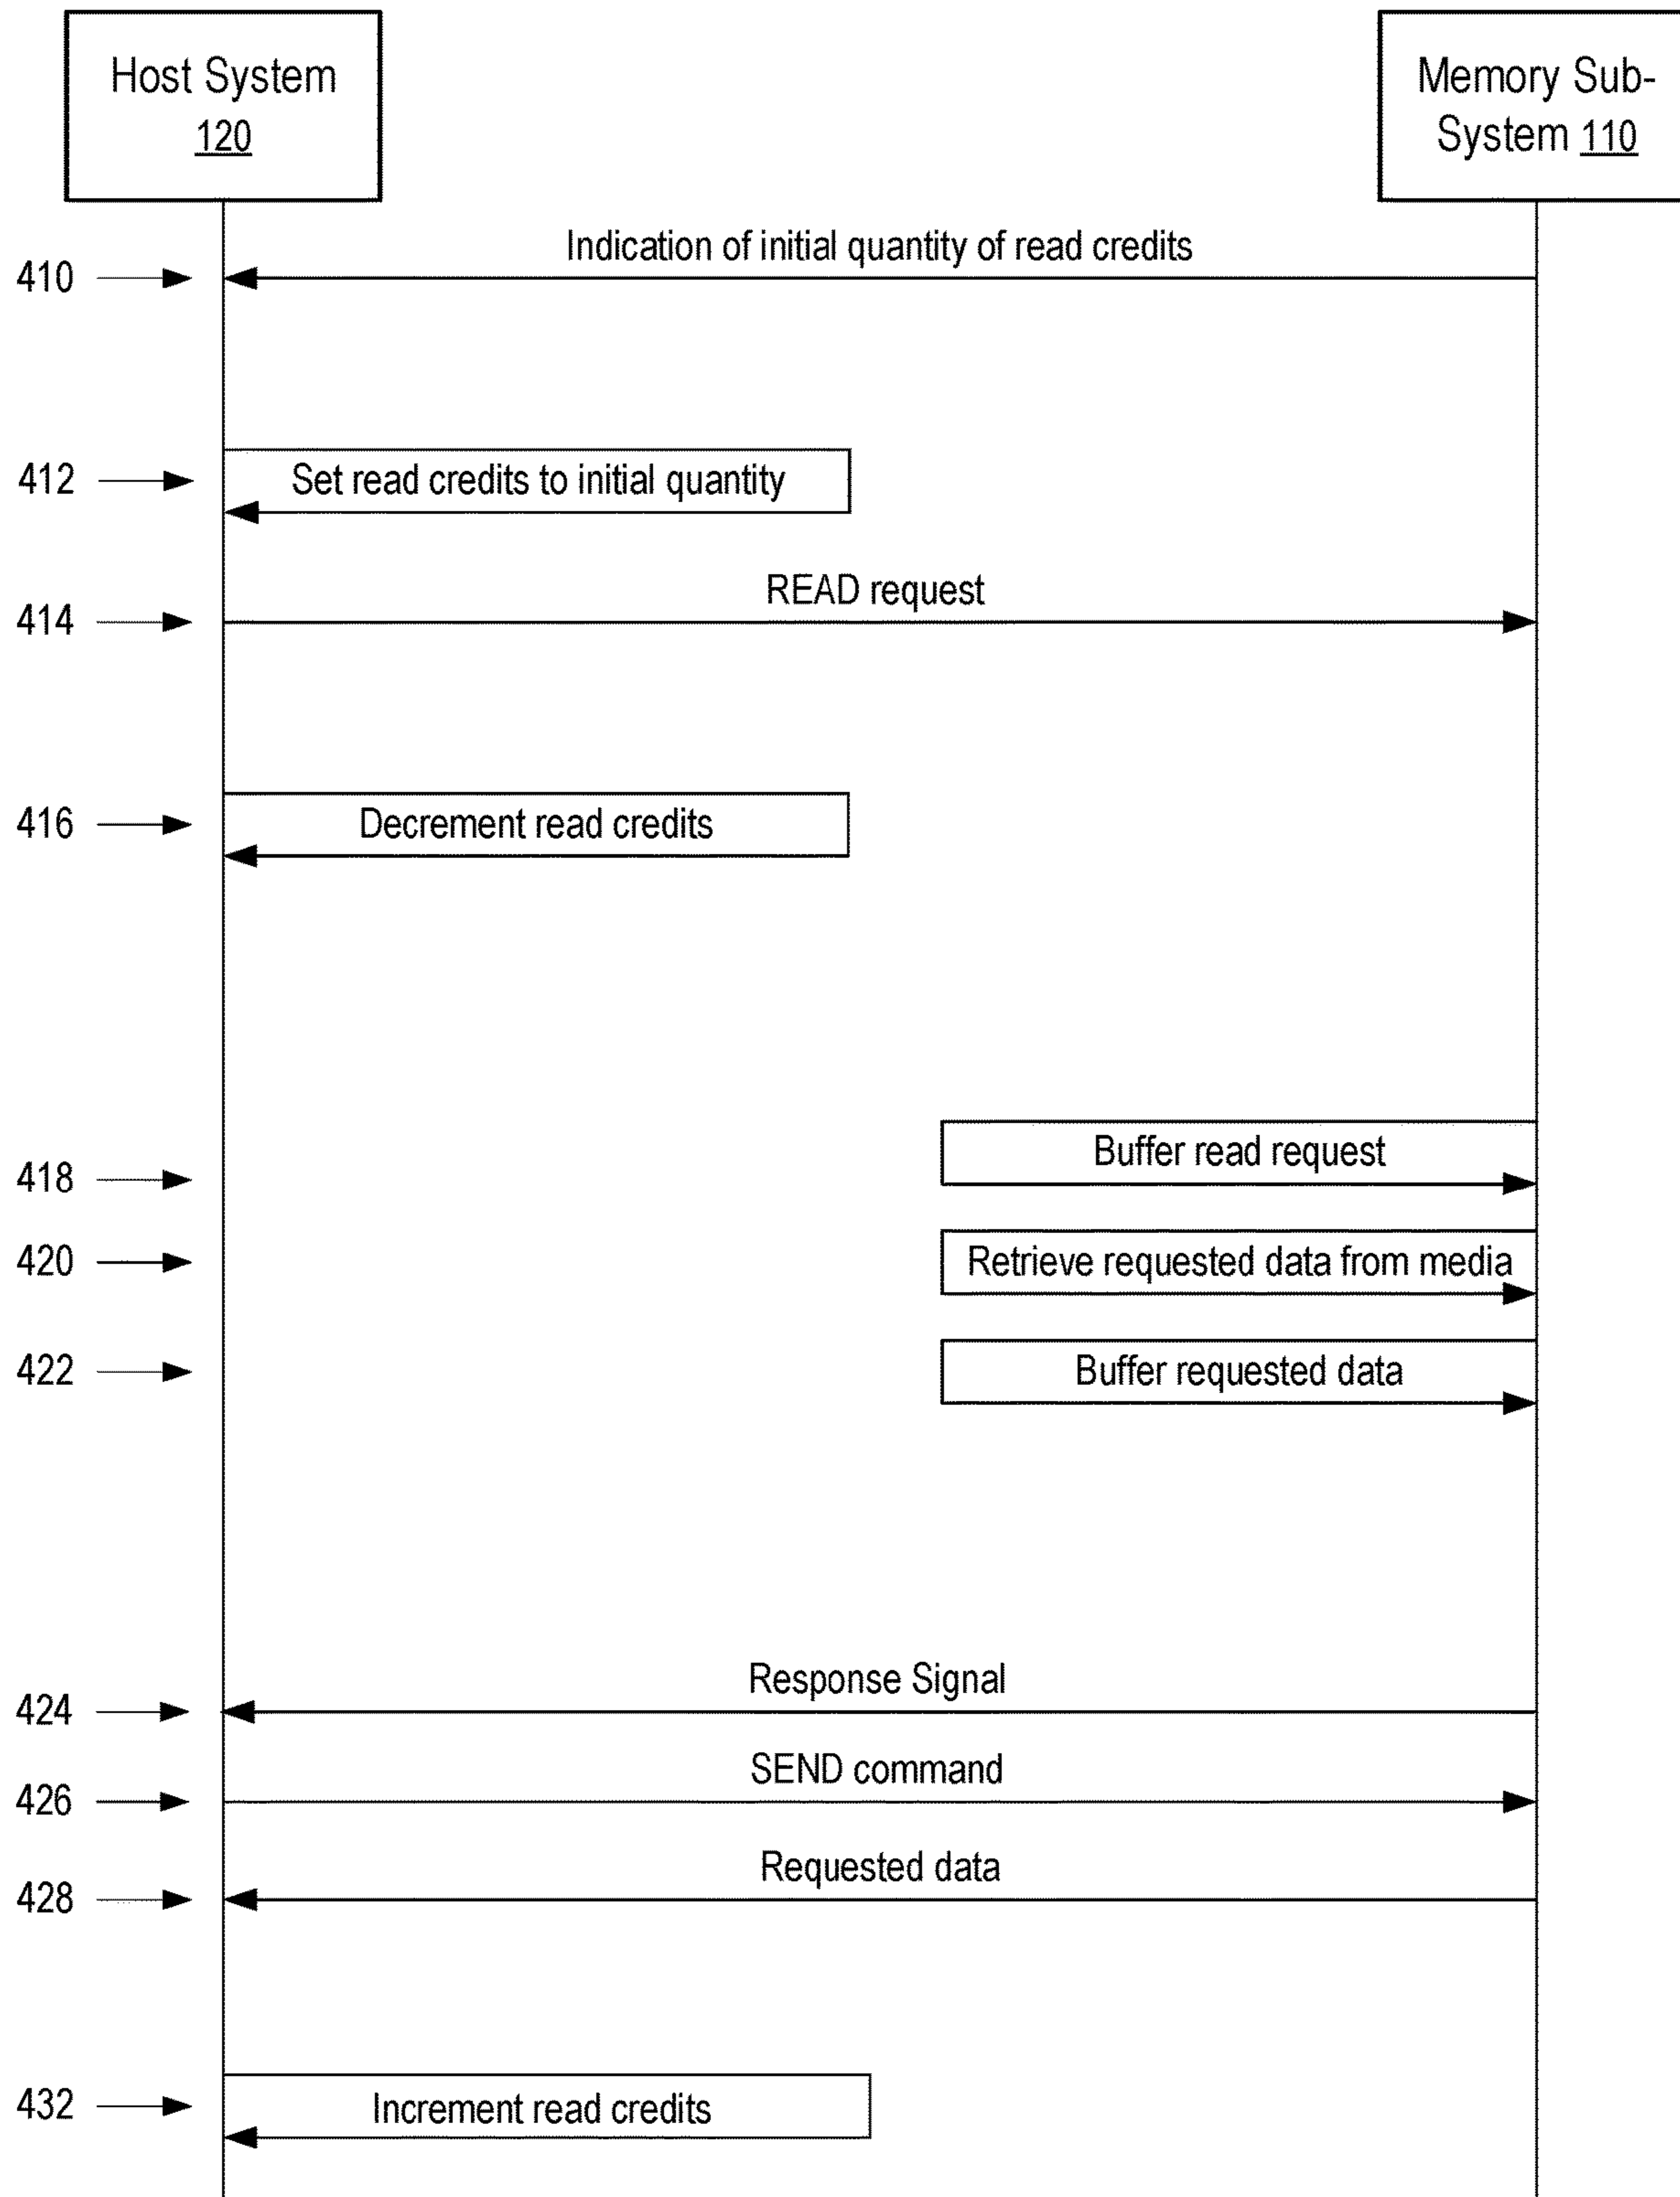 Host System
120
Memory Sub-
System 110
Indication of initial quantity of read credits
410
412
Set read credits to initial quantity
READ request
414
416
Decrement read credits
Buffer read request
418
420
Retrieve requested data from media
422
Buffer requested data
Response Signal
424
SEND command
426
Requested data
428
432
Increment read credits